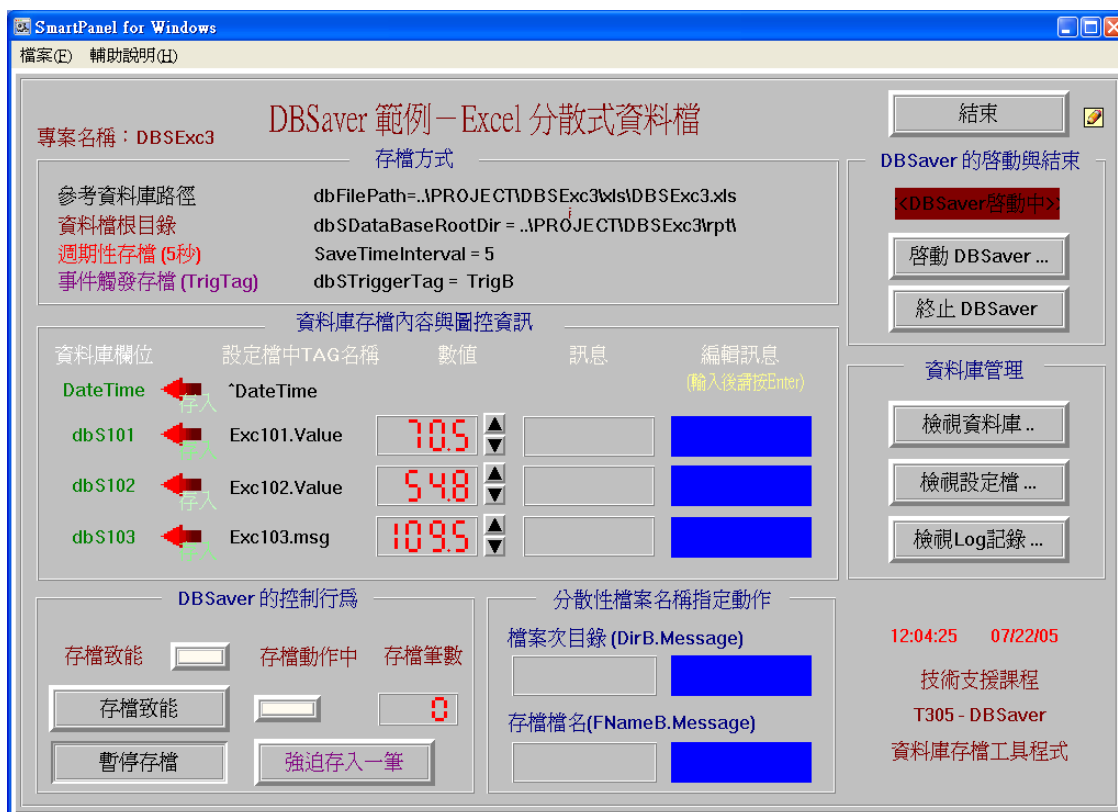 SmartPanel for Windows
檔案(F) 輔助說明(H)
DBSaver 範例－Excel 分散式資料檔
專案名稱：DBSExc3
結束
存檔方式
參考資料庫路徑 dbFilePath=..\PROJECT\DBSExc3\xls\DBSExc3.xls
資料檔根目錄 dbSDataBaseRootDir = ..\PROJECT\DBSExc3\rpt\
週期性存檔 (5秒) SaveTimeInterval = 5
事件觸發存檔 (TrigTag) dbSTriggerTag = TrigB
DBSaver 的啓動與結束
<DBSaver啓動中>
啓動 DBSaver ...
終止 DBSaver
資料庫存檔內容與圖控資訊
資料庫欄位 設定檔中TAG名稱 數值 訊息 編輯訊息
(輸入後請按Enter)
DateTime 存入 ^DateTime
dbS101 存入 Exc101.Value 70.5
dbS102 存入 Exc102.Value 54.8
dbS103 存入 Exc103.msg 109.5
資料庫管理
檢視資料庫 ..
檢視設定檔 ...
檢視Log記錄 ...
DBSaver 的控制行爲
存檔致能 存檔動作中 存檔筆數
存檔致能 0
暫停存檔 強迫存入一筆
分散性檔案名稱指定動作
檔案次目錄 (DirB.Message)
存檔檔名(FNameB.Message)
12:04:25 07/22/05
技術支援課程
T305 - DBSaver
資料庫存檔工具程式